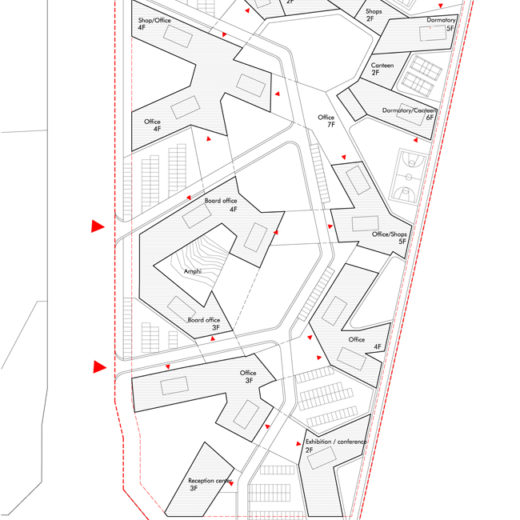 2F
Shops
2F
Shop/Office
4F
Dormatory
5F
Canteen
2F
Dormatory/Canteen
6F
Office
7F
Office
4F
Board office
4F
Office/Shops
5F
Amphi
Board office
3F
Office
4F
Office
3F
Exhibition / conference
2F
Reception center
3F